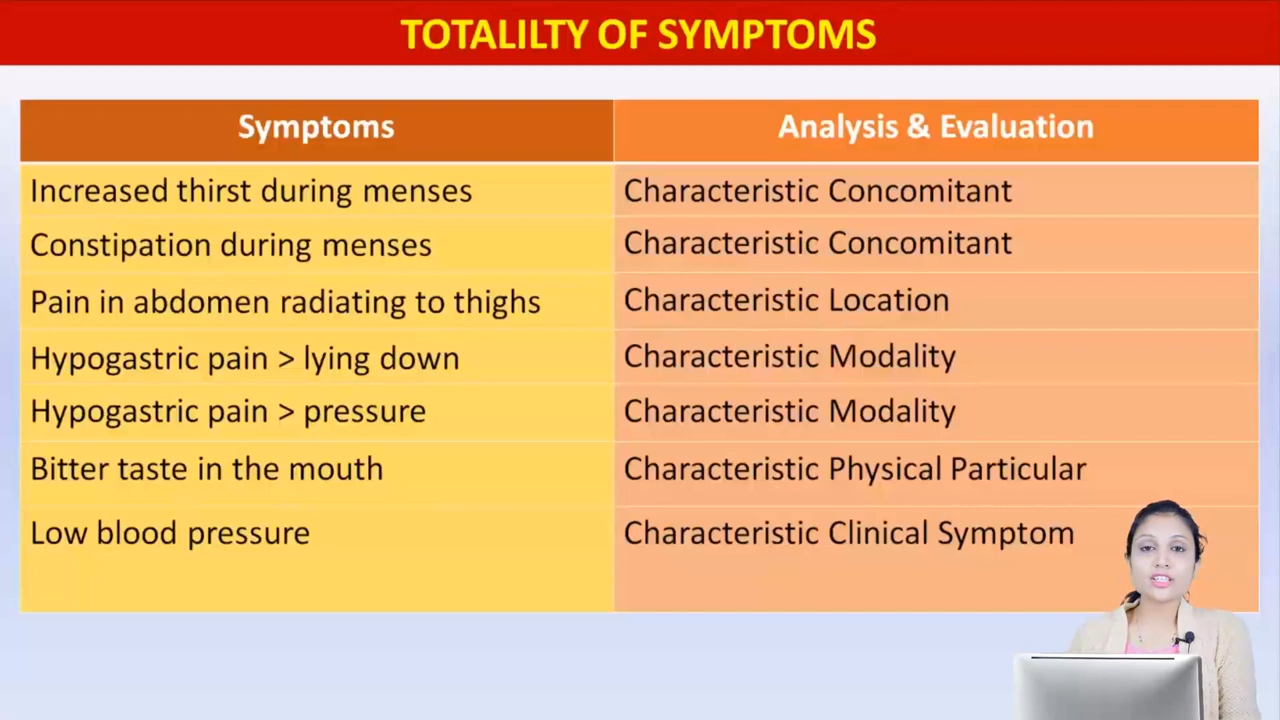 TOTALILTY OF SYMPTOMS
Symptoms
Analysis & Evaluation
Increased thirst during menses
Characteristic Concomitant
Constipation during menses
Characteristic Concomitant
Pain in abdomen radiating to thighs
Characteristic Location
Hypogastric pain > lying down
Characteristic Modality
Hypogastric pain > pressure
Characteristic Modality
Bitter taste in the mouth
Characteristic Physical Particular
Low blood pressure
Characteristic Clinical Symptom